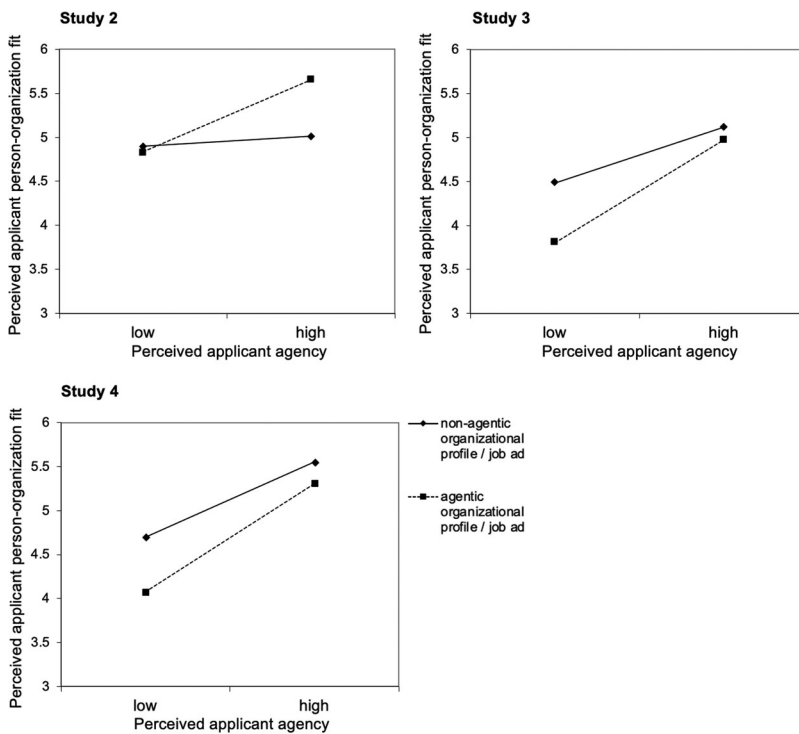 Study 2
Perceived applicant person-organization fit
6
5.5
5
4.5
4
3.5
3
low
high
Perceived applicant agency
Study 3
Perceived applicant person-organization fit
6
5.5
5
4.5
4
3.5
3
low
high
Perceived applicant agency
Study 4
Perceived applicant person-organization fit
6
5.5
5
4.5
4
3.5
3
low
high
Perceived applicant agency
non-agentic
organizational
profile / job ad
agentic
organizational
profile / job ad